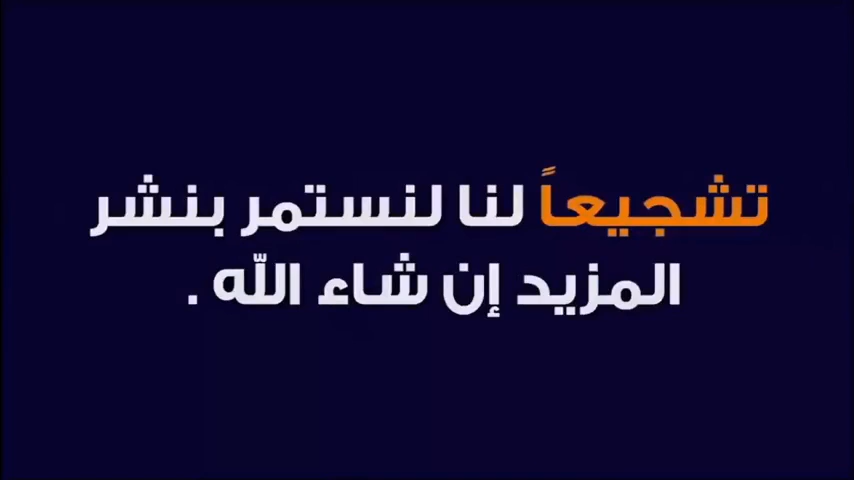 تشجيعاً لنا لنستمر بنشر
المزيد إن شاء الله .